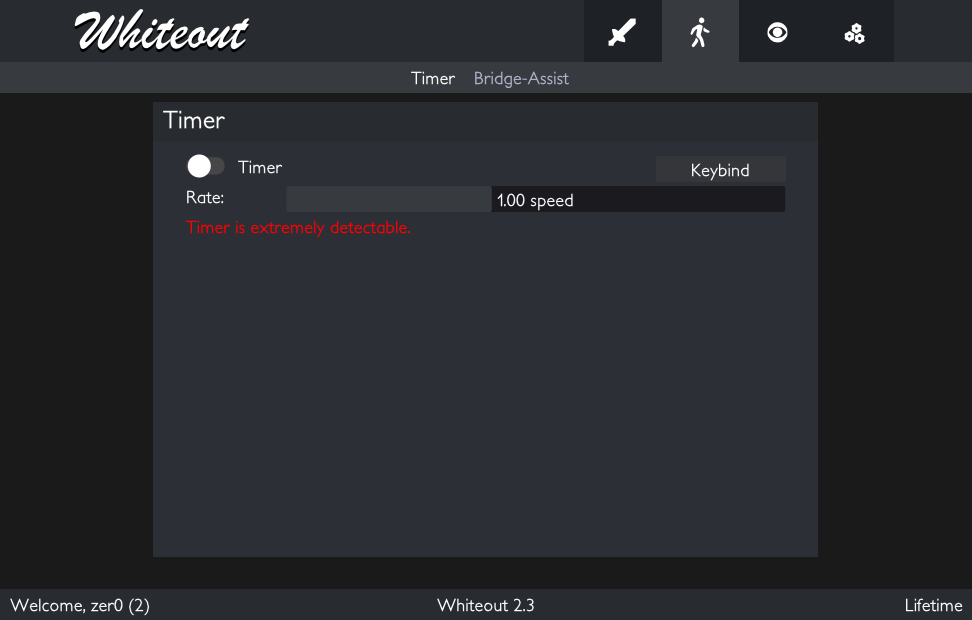 Whiteout
Timer Bridge-Assist
Timer
Timer Keybind
Rate: 1.00 speed
Timer is extremely detectable.
Welcome, zer0 (2) Whiteout 2.3 Lifetime